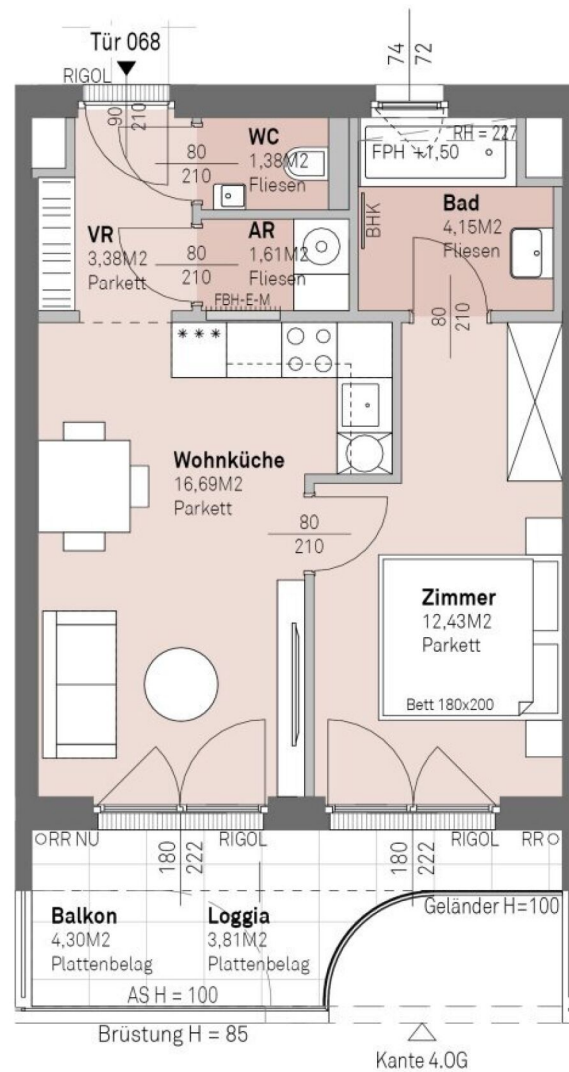 Tür 068
74
72
RIGOL
90
210
WC
1,38M2
Fliesen
80
210
RH = 227
FPH +1,50
BHK
Bad
4,15M2
Fliesen
VR
3,38M2
Parkett
80
210
AR
1,61M2
Fliesen
FBH-E-M
80
210
***
Wohnküche
16,69M2
Parkett
80
210
Zimmer
12,43M2
Parkett
Bett 180x200
RR NU
180
222
RIGOL
180
222
RIGOL
RR
Balkon
4,30M2
Plattenbelag
Loggia
3,81M2
Plattenbelag
Geländer H=100
AS H = 100
Brüstung H = 85
Kante 4.OG